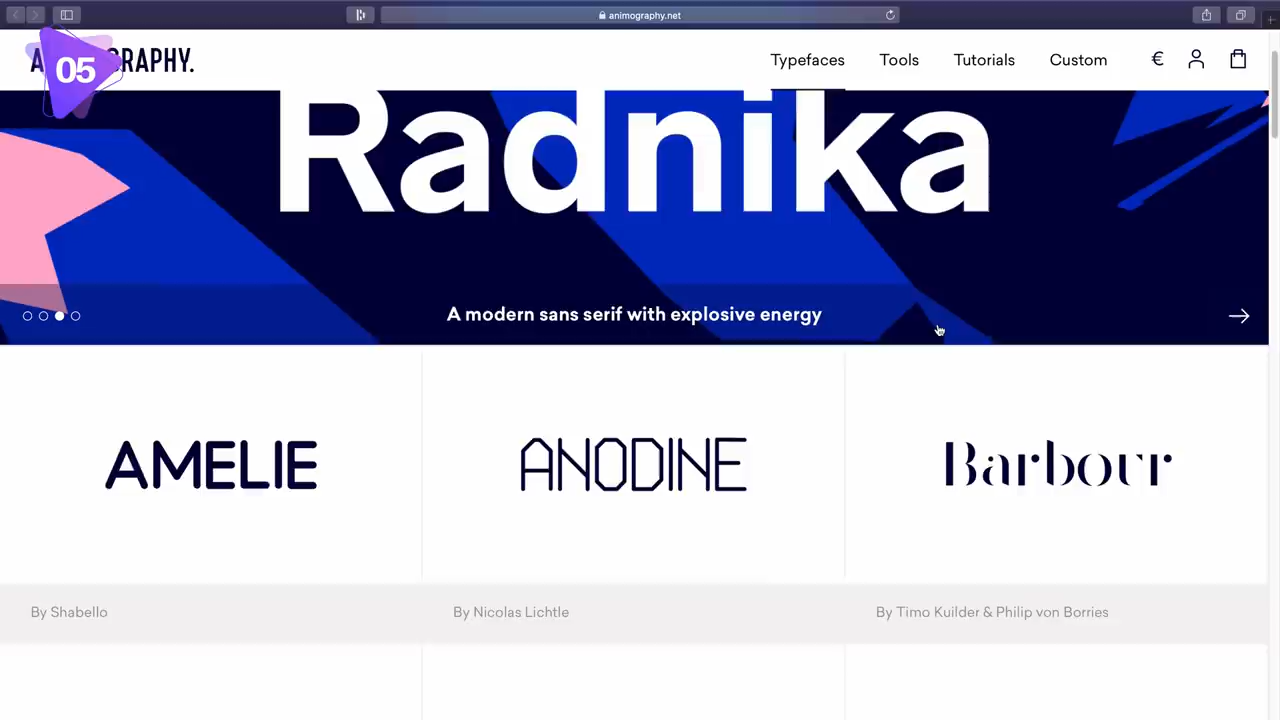 animography.net
05
RAPHY.
Typefaces
Tools
Tutorials
Custom
€
Radnika
A modern sans serif with explosive energy
AMELIE
ANODINE
Barbour
By Shabello
By Nicolas Lichtle
By Timo Kuilder & Philip von Borries